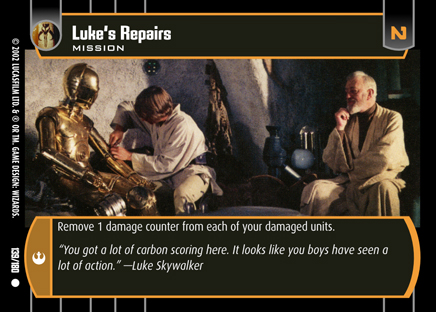 Luke's Repairs
MISSION
N
Remove 1 damage counter from each of your damaged units.
"You got a lot of carbon scoring here. It looks like you boys have seen a
lot of action." —Luke Skywalker
© 2002 LUCASFILM LTD. & ® OR TM. GAME DESIGN: WIZARDS.
139/180